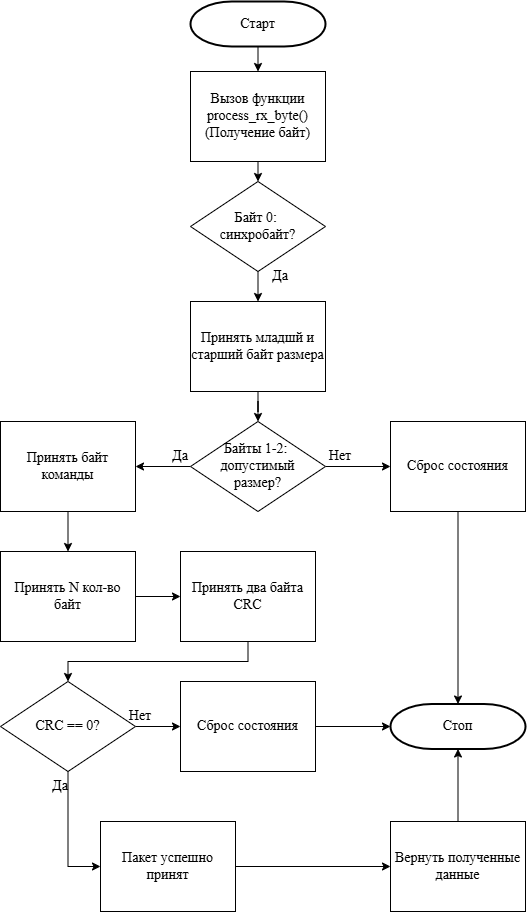 Старт
Вызов функции
process_rx_byte()
(Получение байт)
Байт 0:
синхробайт?
Да
Принять младшй и
старший байт размера
Байты 1-2:
допустимый
размер?
Да
Нет
Принять байт
команды
Сброс состояния
Принять N кол-во
байт
Принять два байта
CRC
CRC == 0?
Нет
Сброс состояния
Стоп
Да
Пакет успешно
принят
Вернуть полученные
данные